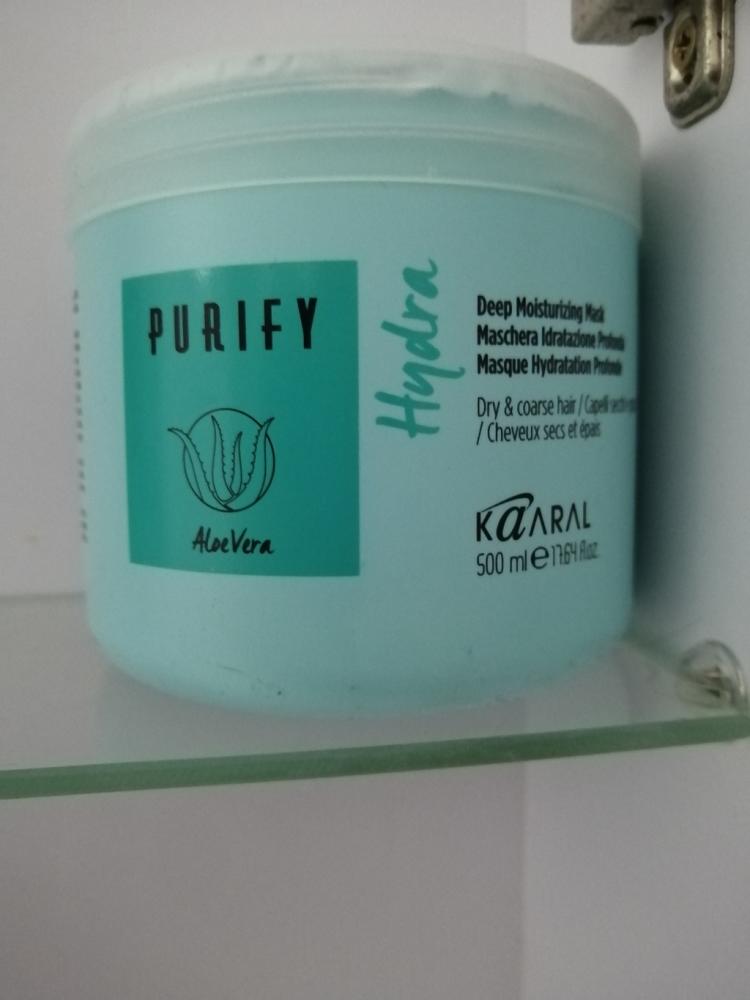 PURIFY
AloeVera
Hydra
Deep Moisturizing Mask
Maschera Idratazione Profonda
Masque Hydratation Profonde
Dry & coarse hair / Capelli secchi
/ Cheveux secs et épais
KAARAL
500 ml e 17.64 fl.oz.